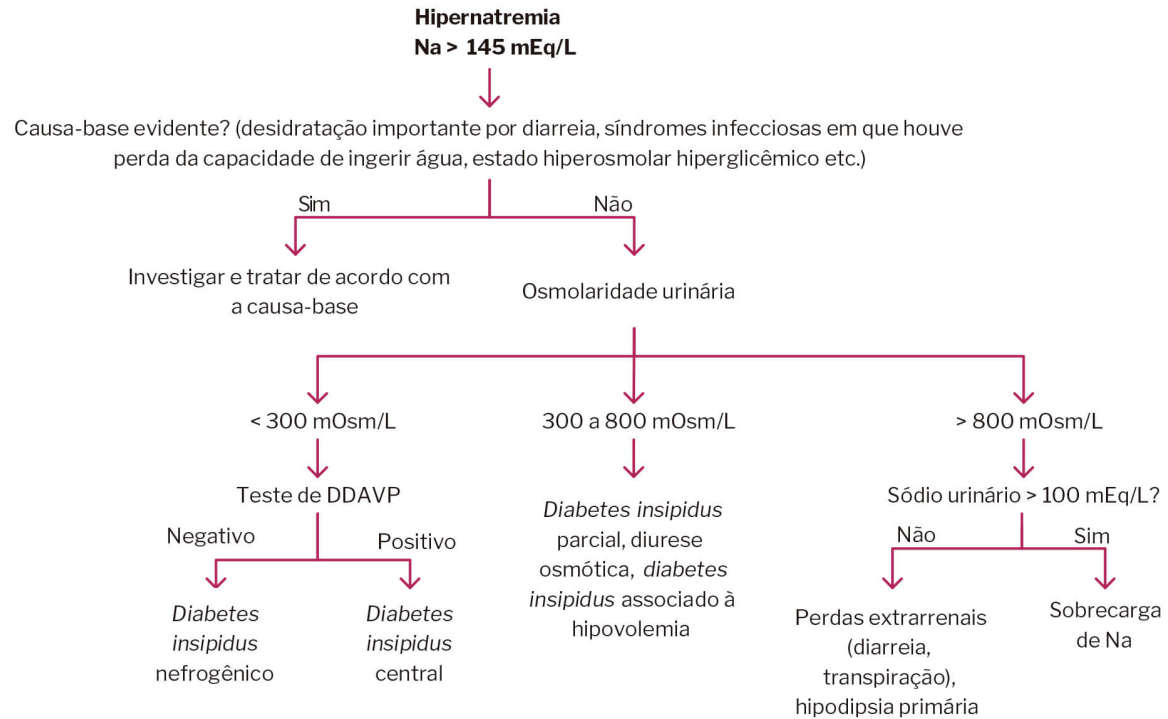 Hipernatremia
Na > 145 mEq/L
Causa-base evidente? (desidratação importante por diarreia, síndromes infecciosas em que houve
perda da capacidade de ingerir água, estado hiperosmolar hiperglicêmico etc.)
Sim
Não
Investigar e tratar de acordo com
a causa-base
Osmolaridade urinária
< 300 mOsm/L
300 a 800 mOsm/L
> 800 mOsm/L
Teste de DDAVP
Negativo
Positivo
Diabetes
insipidus
nefrogênico
Diabetes
insipidus
central
Diabetes insipidus
parcial, diurese
osmótica, diabetes
insipidus associado à
hipovolemia
Sódio urinário > 100 mEq/L?
Não
Sim
Perdas extrarrenais
(diarreia,
transpiração),
hipodipsia primária
Sobrecarga
de Na